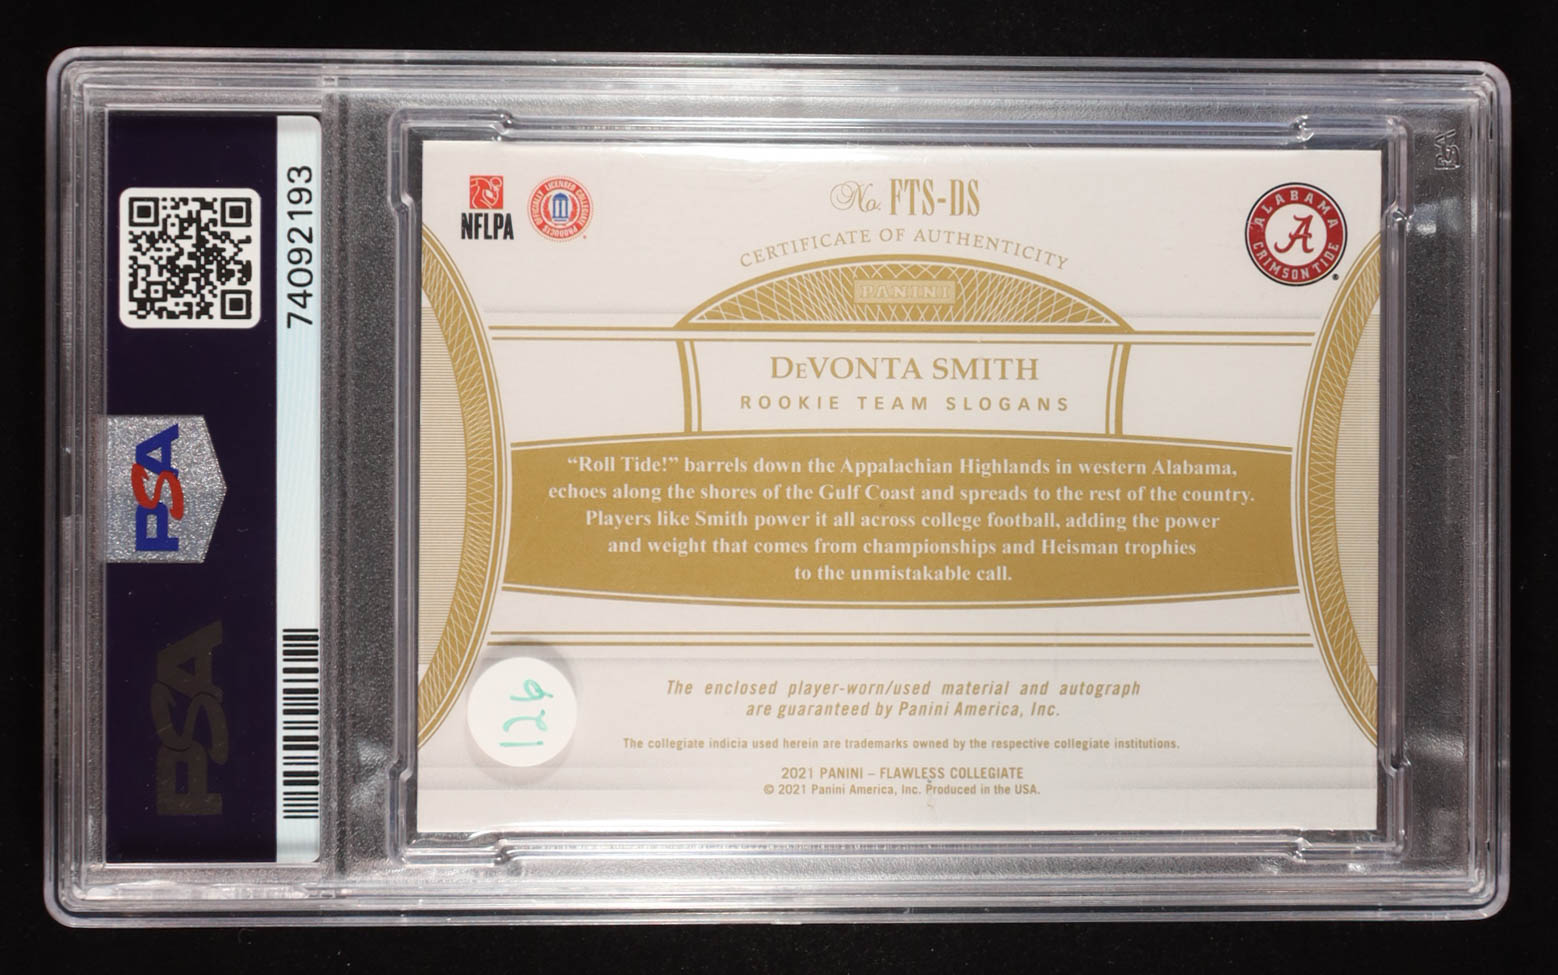 74092193
PSA
PSA
No. FTS-DS
CERTIFICATE OF AUTHENTICITY
PANINI
NFLPA
OFFICIALLY LICENSED COLLEGIATE PRODUCTS
ALABAMA
A
CRIMSON TIDE
DeVONTA SMITH
ROOKIE TEAM SLOGANS
“Roll Tide!” barrels down the Appalachian Highlands in western Alabama,
echoes along the shores of the Gulf Coast and spreads to the rest of the country.
Players like Smith power it all across college football, adding the power
and weight that comes from championships and Heisman trophies
to the unmistakable call.
The enclosed player-worn/used material and autograph
are guaranteed by Panini America, Inc.
The collegiate indicia used herein are trademarks owned by the respective collegiate institutions.
2021 PANINI – FLAWLESS COLLEGIATE
© 2021 Panini America, Inc. Produced in the USA.
126
PSA